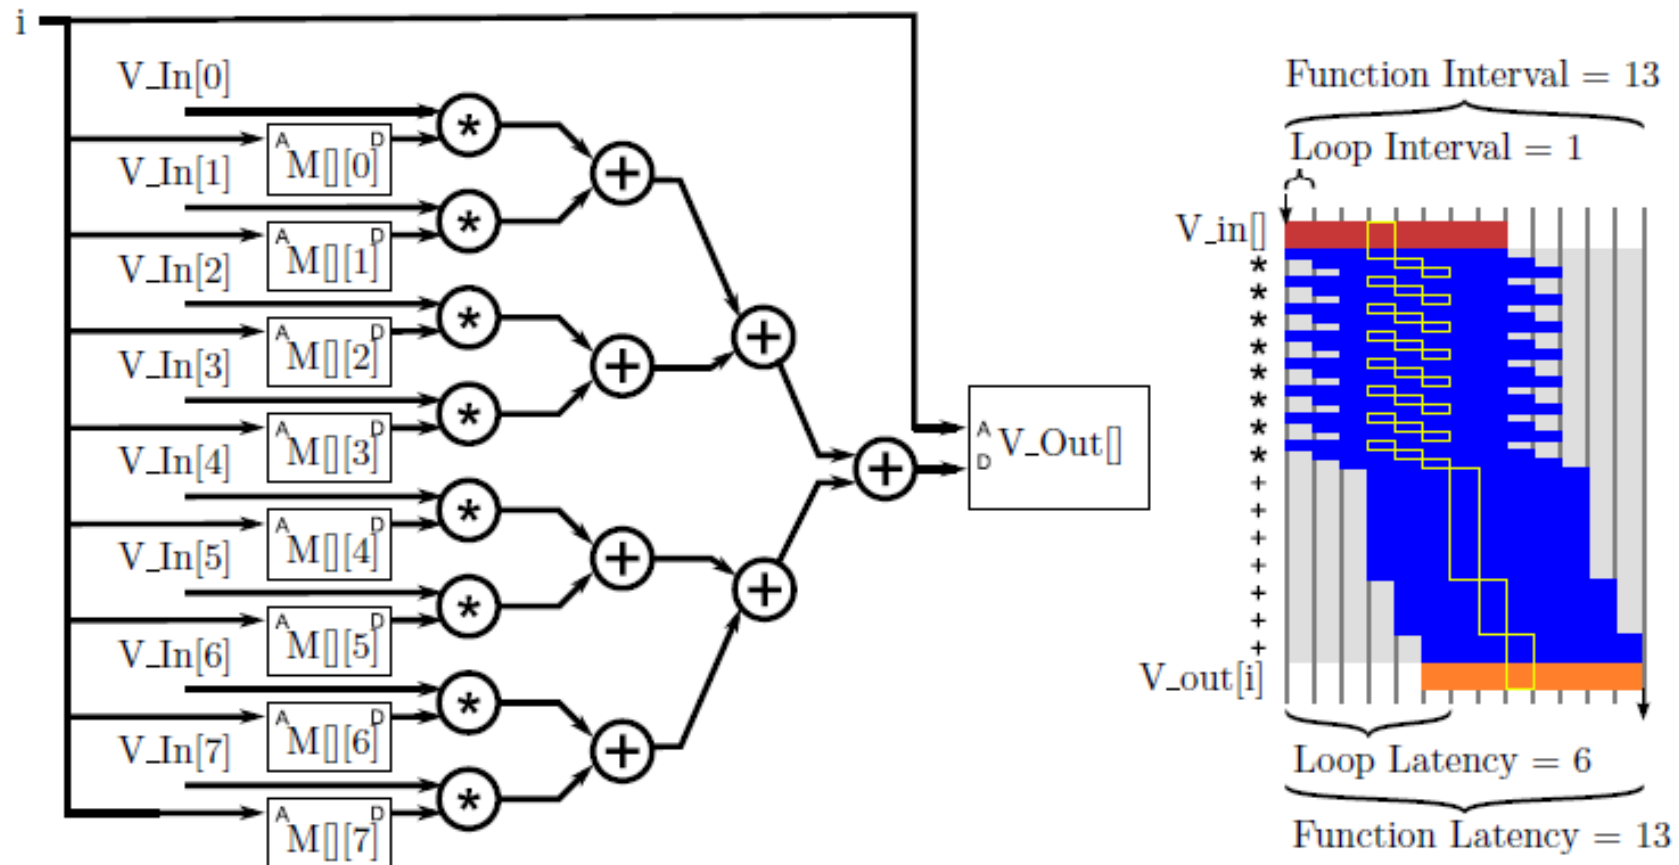 i
V_In[0]
A D
M[][0]
*
V_In[1]
A D
M[][1]
*
V_In[2]
A D
M[][2]
*
V_In[3]
A D
M[][3]
*
V_In[4]
A D
M[][4]
*
V_In[5]
A D
M[][5]
*
V_In[6]
A D
M[][6]
*
V_In[7]
A D
M[][7]
*
+
+
+
+
+
+
+
A
D
V_Out[]
Function Interval = 13
Loop Interval = 1
V_in[]
*
*
*
*
*
*
*
*
+
+
+
+
+
+
+
V_out[i]
Loop Latency = 6
Function Latency = 13